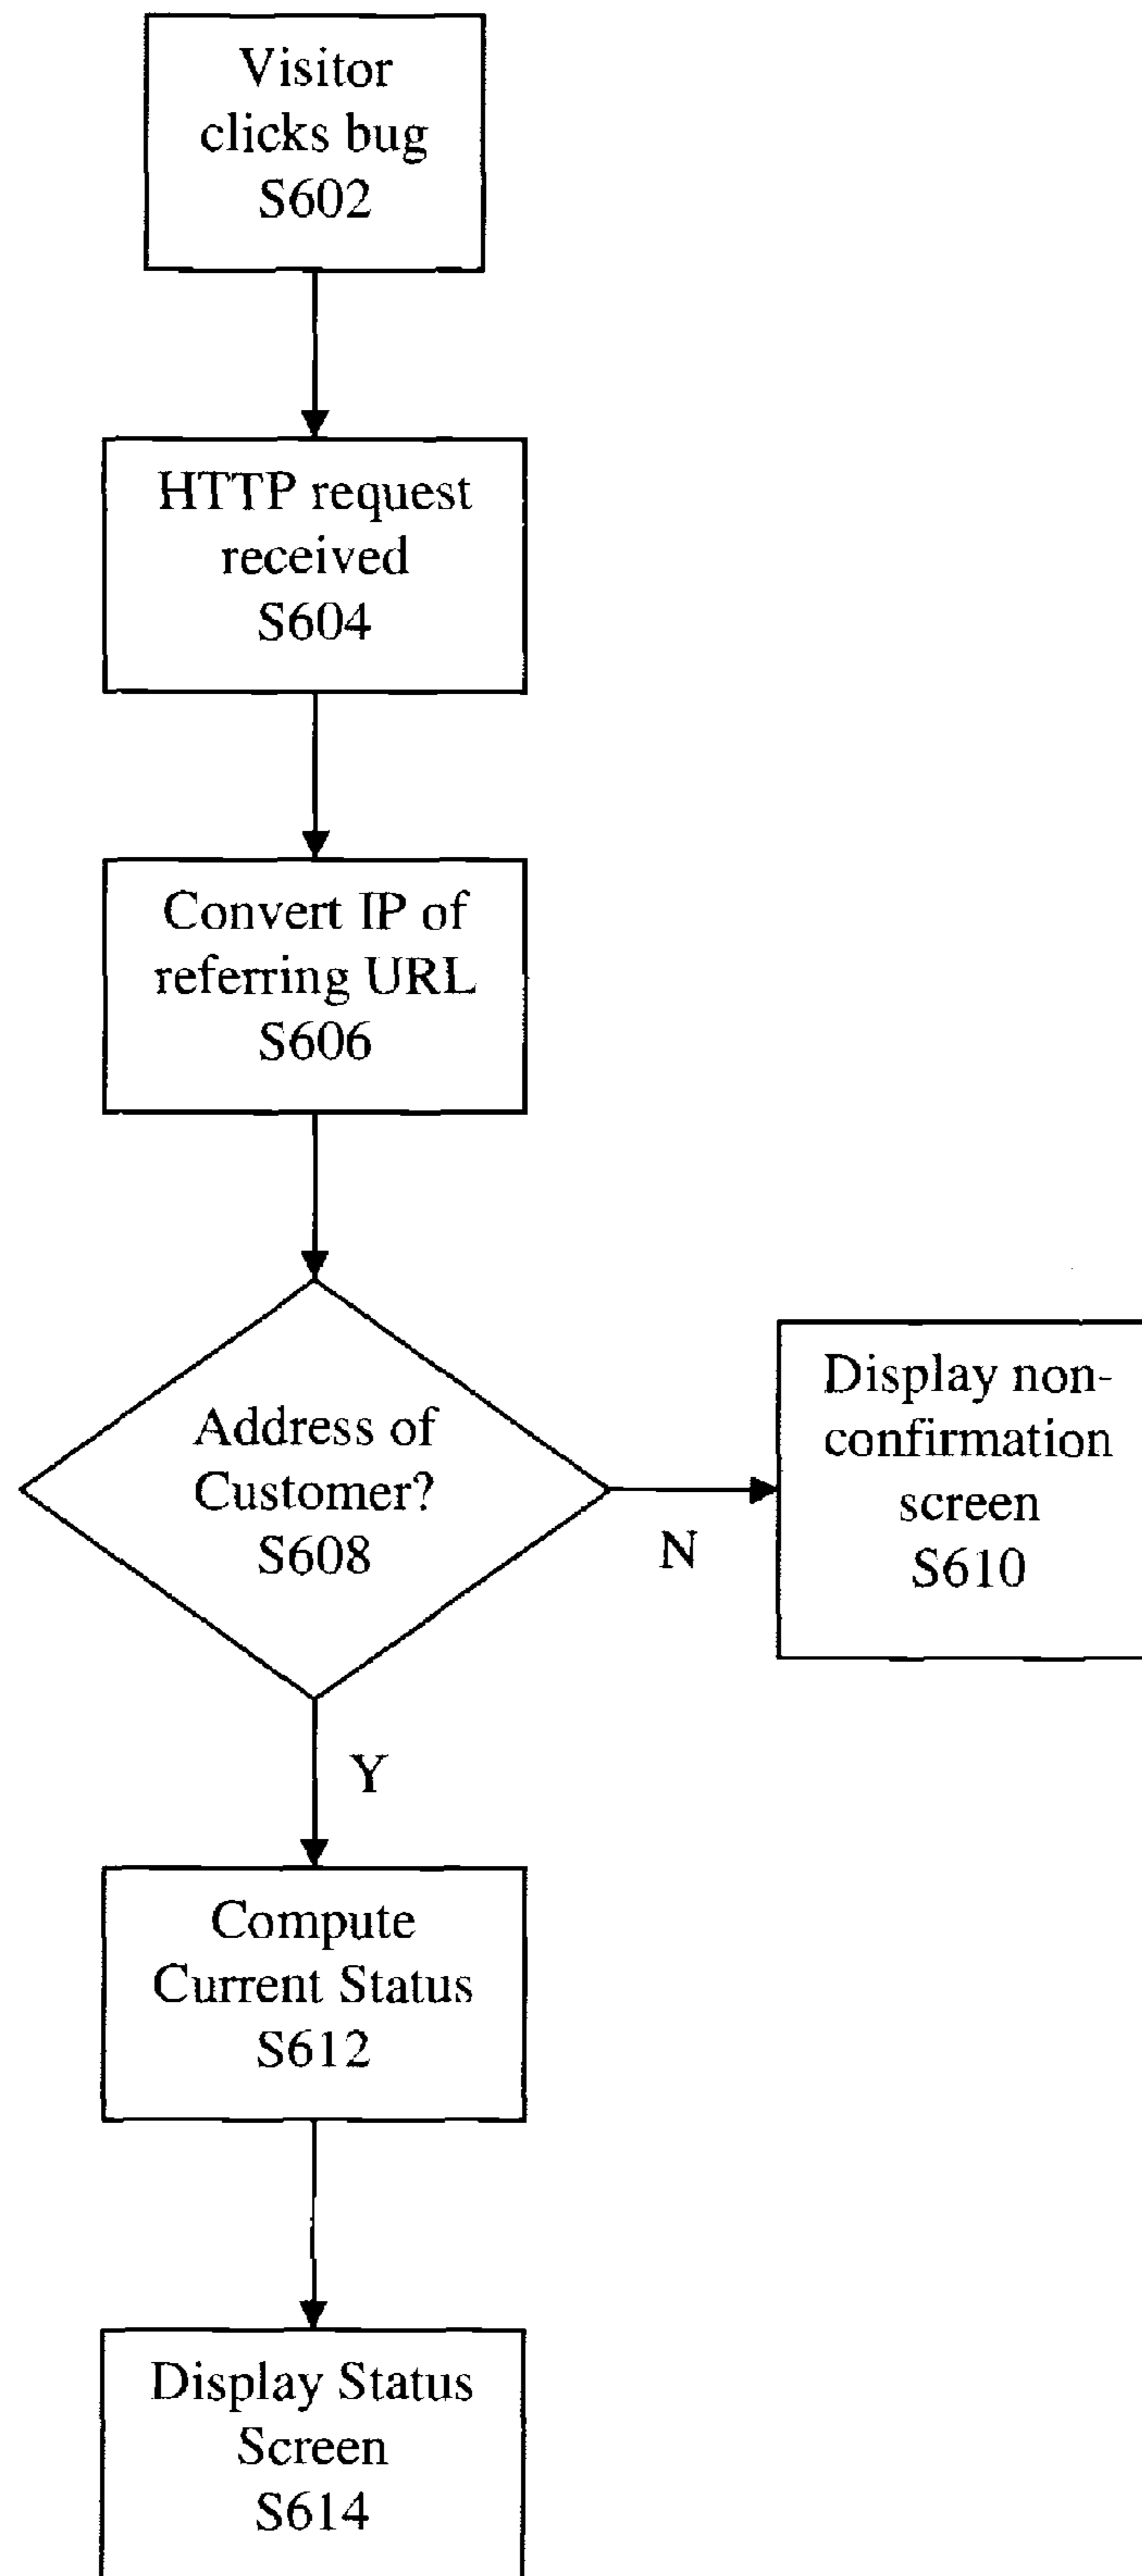 Visitor
clicks bug
S602
HTTP request
received
S604
Convert IP of
referring URL
S606
Address of
Customer?
S608
N
Display non-
confirmation
screen
S610
Y
Compute
Current Status
S612
Display Status
Screen
S614